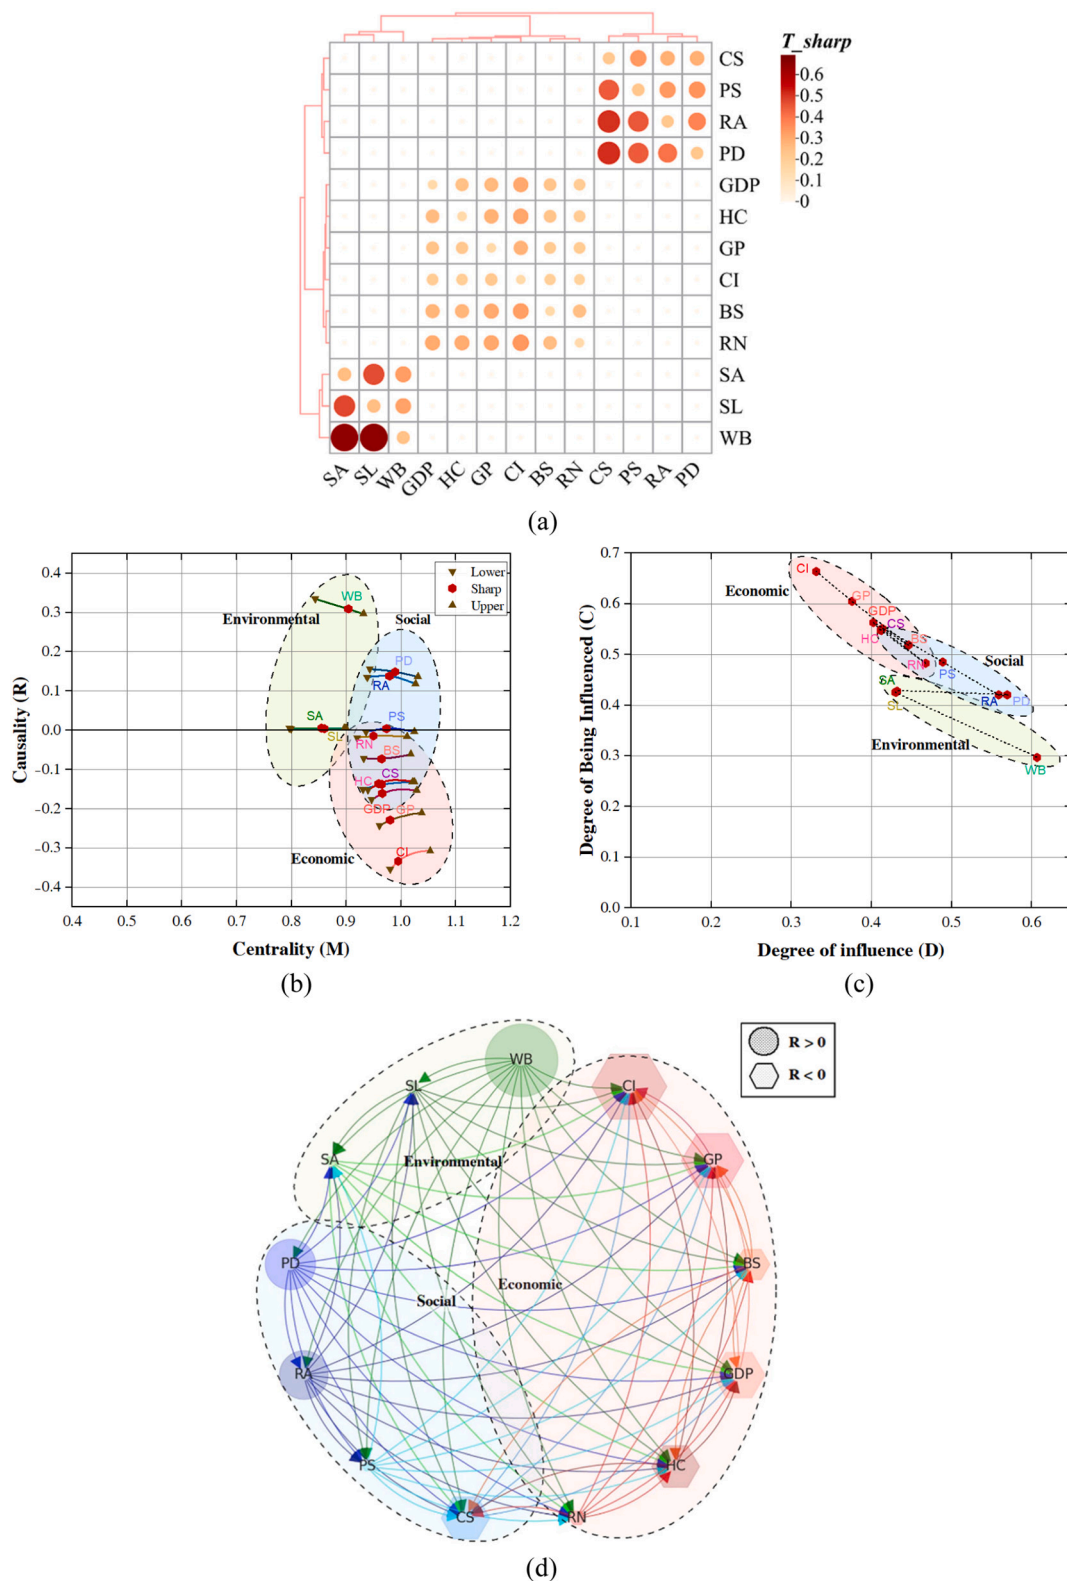 T_sharp
0.6
0.5
0.4
0.3
0.2
0.1
0
CS
PS
RA
PD
GDP
HC
GP
CI
BS
RN
SA
SL
WB
SA SL WB GDP HC GP CI BS RN CS PS RA PD
(a)
0.4
0.3
0.2
0.1
0.0
-0.1
-0.2
-0.3
-0.4
Causality (R)
Lower
Sharp
Upper
WB
Environmental
Social
PD
RA
SA
SL
PS
RN
BS
HC
CS
GDP
GP
CI
Economic
0.4 0.5 0.6 0.7 0.8 0.9 1.0 1.1 1.2
Centrality (M)
(b)
0.7
0.6
0.5
0.4
0.3
0.2
0.1
0.0
Degree of Being Influenced (C)
CI
Economic
GP
GDP
CS
HC
BS
RN
PS
Social
SA
SL
RA
PD
Environmental
WB
0.1 0.2 0.3 0.4 0.5 0.6
Degree of influence (D)
(c)
R > 0
R < 0
WB
SL
CI
SA
Environmental
GP
PD
BS
Economic
Social
RA
GDP
PS
HC
CS
RN
(d)